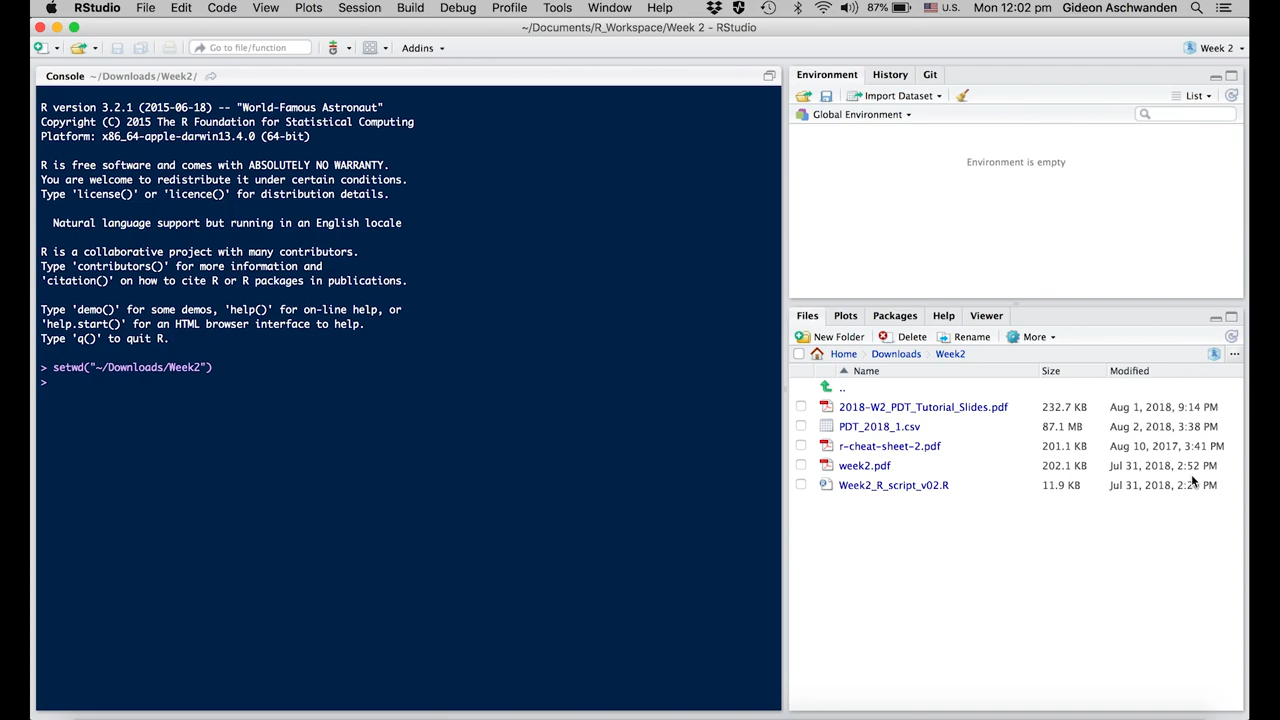 RStudio File Edit Code View Plots Session Build Debug Profile Tools Window Help 87% U.S. Mon 12:02 pm Gideon Aschwanden
~/Documents/R_Workspace/Week 2 - RStudio
Go to file/function Addins Week 2
Console ~/Downloads/Week2/
R version 3.2.1 (2015-06-18) -- "World-Famous Astronaut"
Copyright (C) 2015 The R Foundation for Statistical Computing
Platform: x86_64-apple-darwin13.4.0 (64-bit)
R is free software and comes with ABSOLUTELY NO WARRANTY.
You are welcome to redistribute it under certain conditions.
Type 'license()' or 'licence()' for distribution details.
Natural language support but running in an English locale
R is a collaborative project with many contributors.
Type 'contributors()' for more information and
'citation()' on how to cite R or R packages in publications.
Type 'demo()' for some demos, 'help()' for on-line help, or
'help.start()' for an HTML browser interface to help.
Type 'q()' to quit R.
> setwd("~/Downloads/Week2")
>
Environment History Git
Import Dataset List
Global Environment
Environment is empty
Files Plots Packages Help Viewer
New Folder Delete Rename More
Home Downloads Week2
Name Size Modified
..
2018-W2_PDT_Tutorial_Slides.pdf 232.7 KB Aug 1, 2018, 9:14 PM
PDT_2018_1.csv 87.1 MB Aug 2, 2018, 3:38 PM
r-cheat-sheet-2.pdf 201.1 KB Aug 10, 2017, 3:41 PM
week2.pdf 202.1 KB Jul 31, 2018, 2:52 PM
Week2_R_script_v02.R 11.9 KB Jul 31, 2018, PM